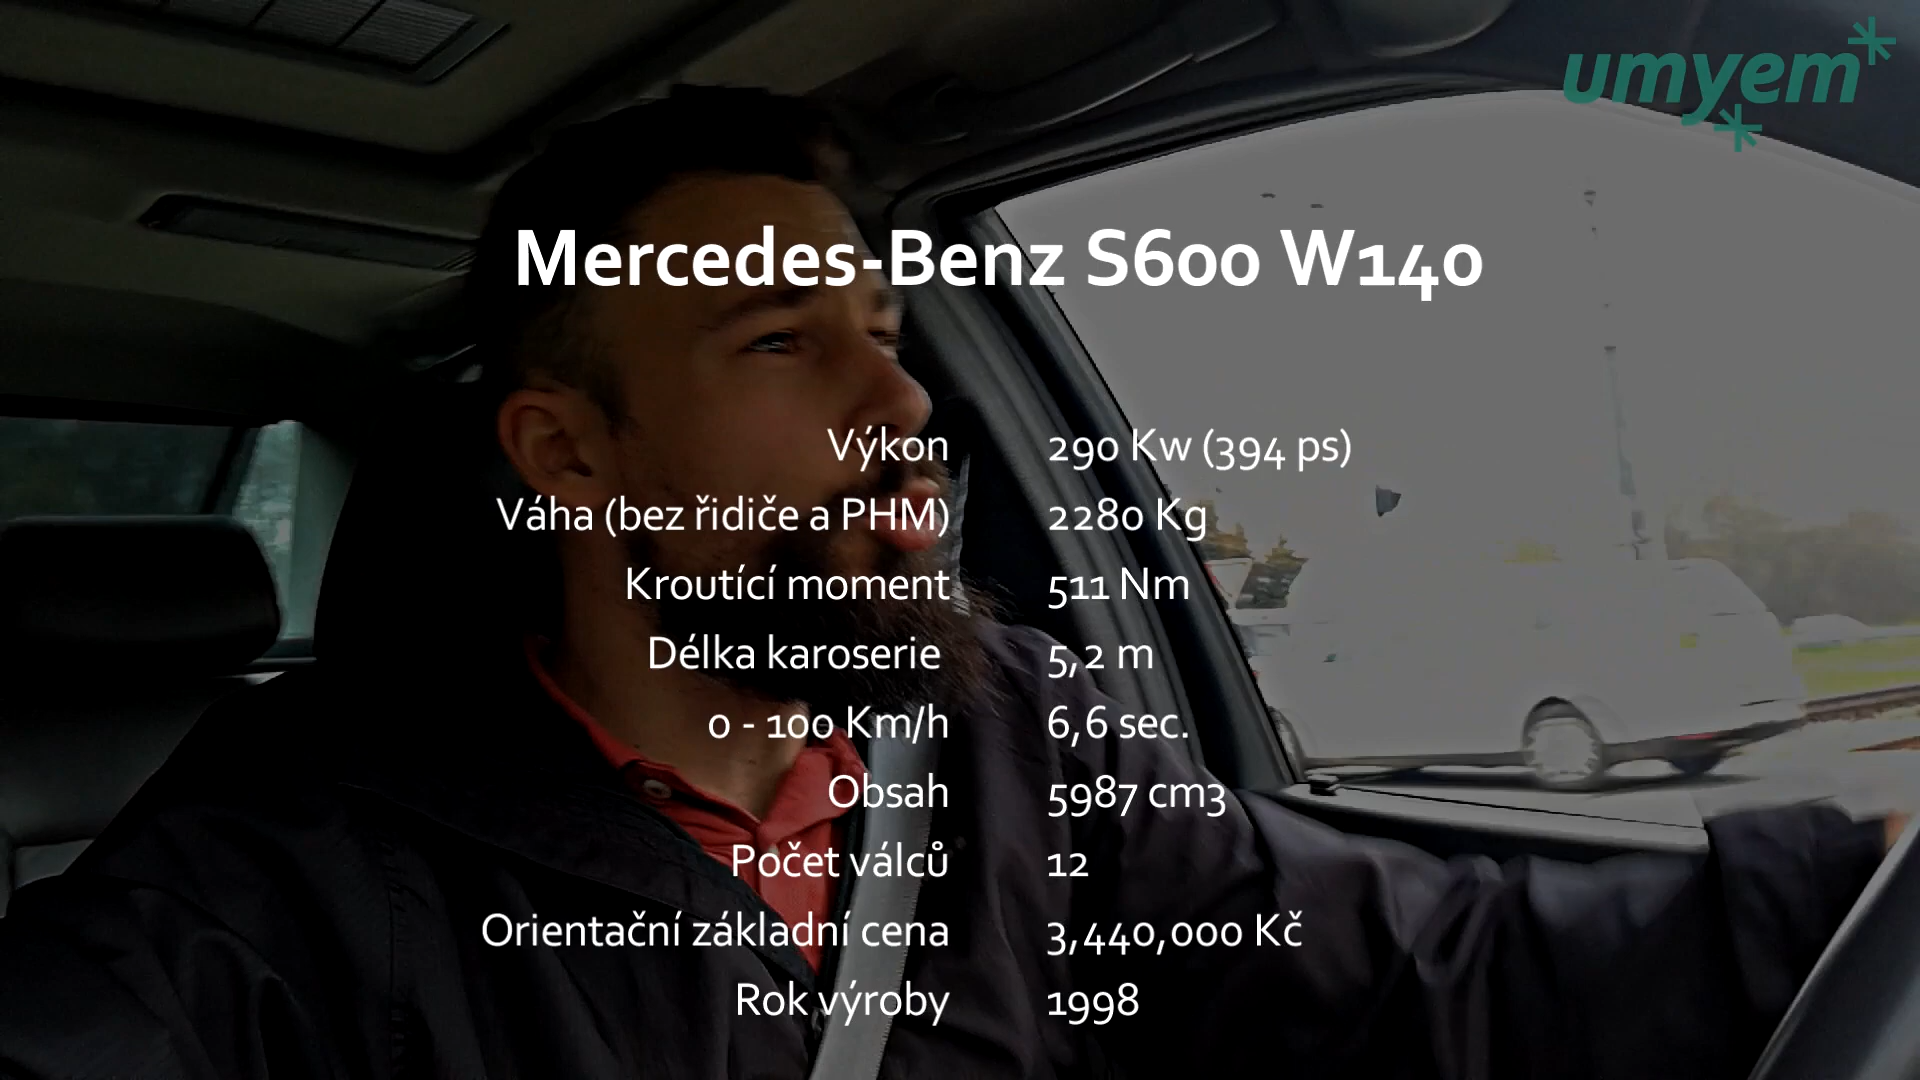 umyem
Mercedes-Benz S600 W140
Výkon 290 Kw (394 ps)
Váha (bez řidiče a PHM) 2280 Kg
Kroutící moment 511 Nm
Délka karoserie 5,2 m
0 - 100 Km/h 6,6 sec.
Obsah 5987 cm3
Počet válců 12
Orientační základní cena 3,440,000 Kč
Rok výroby 1998